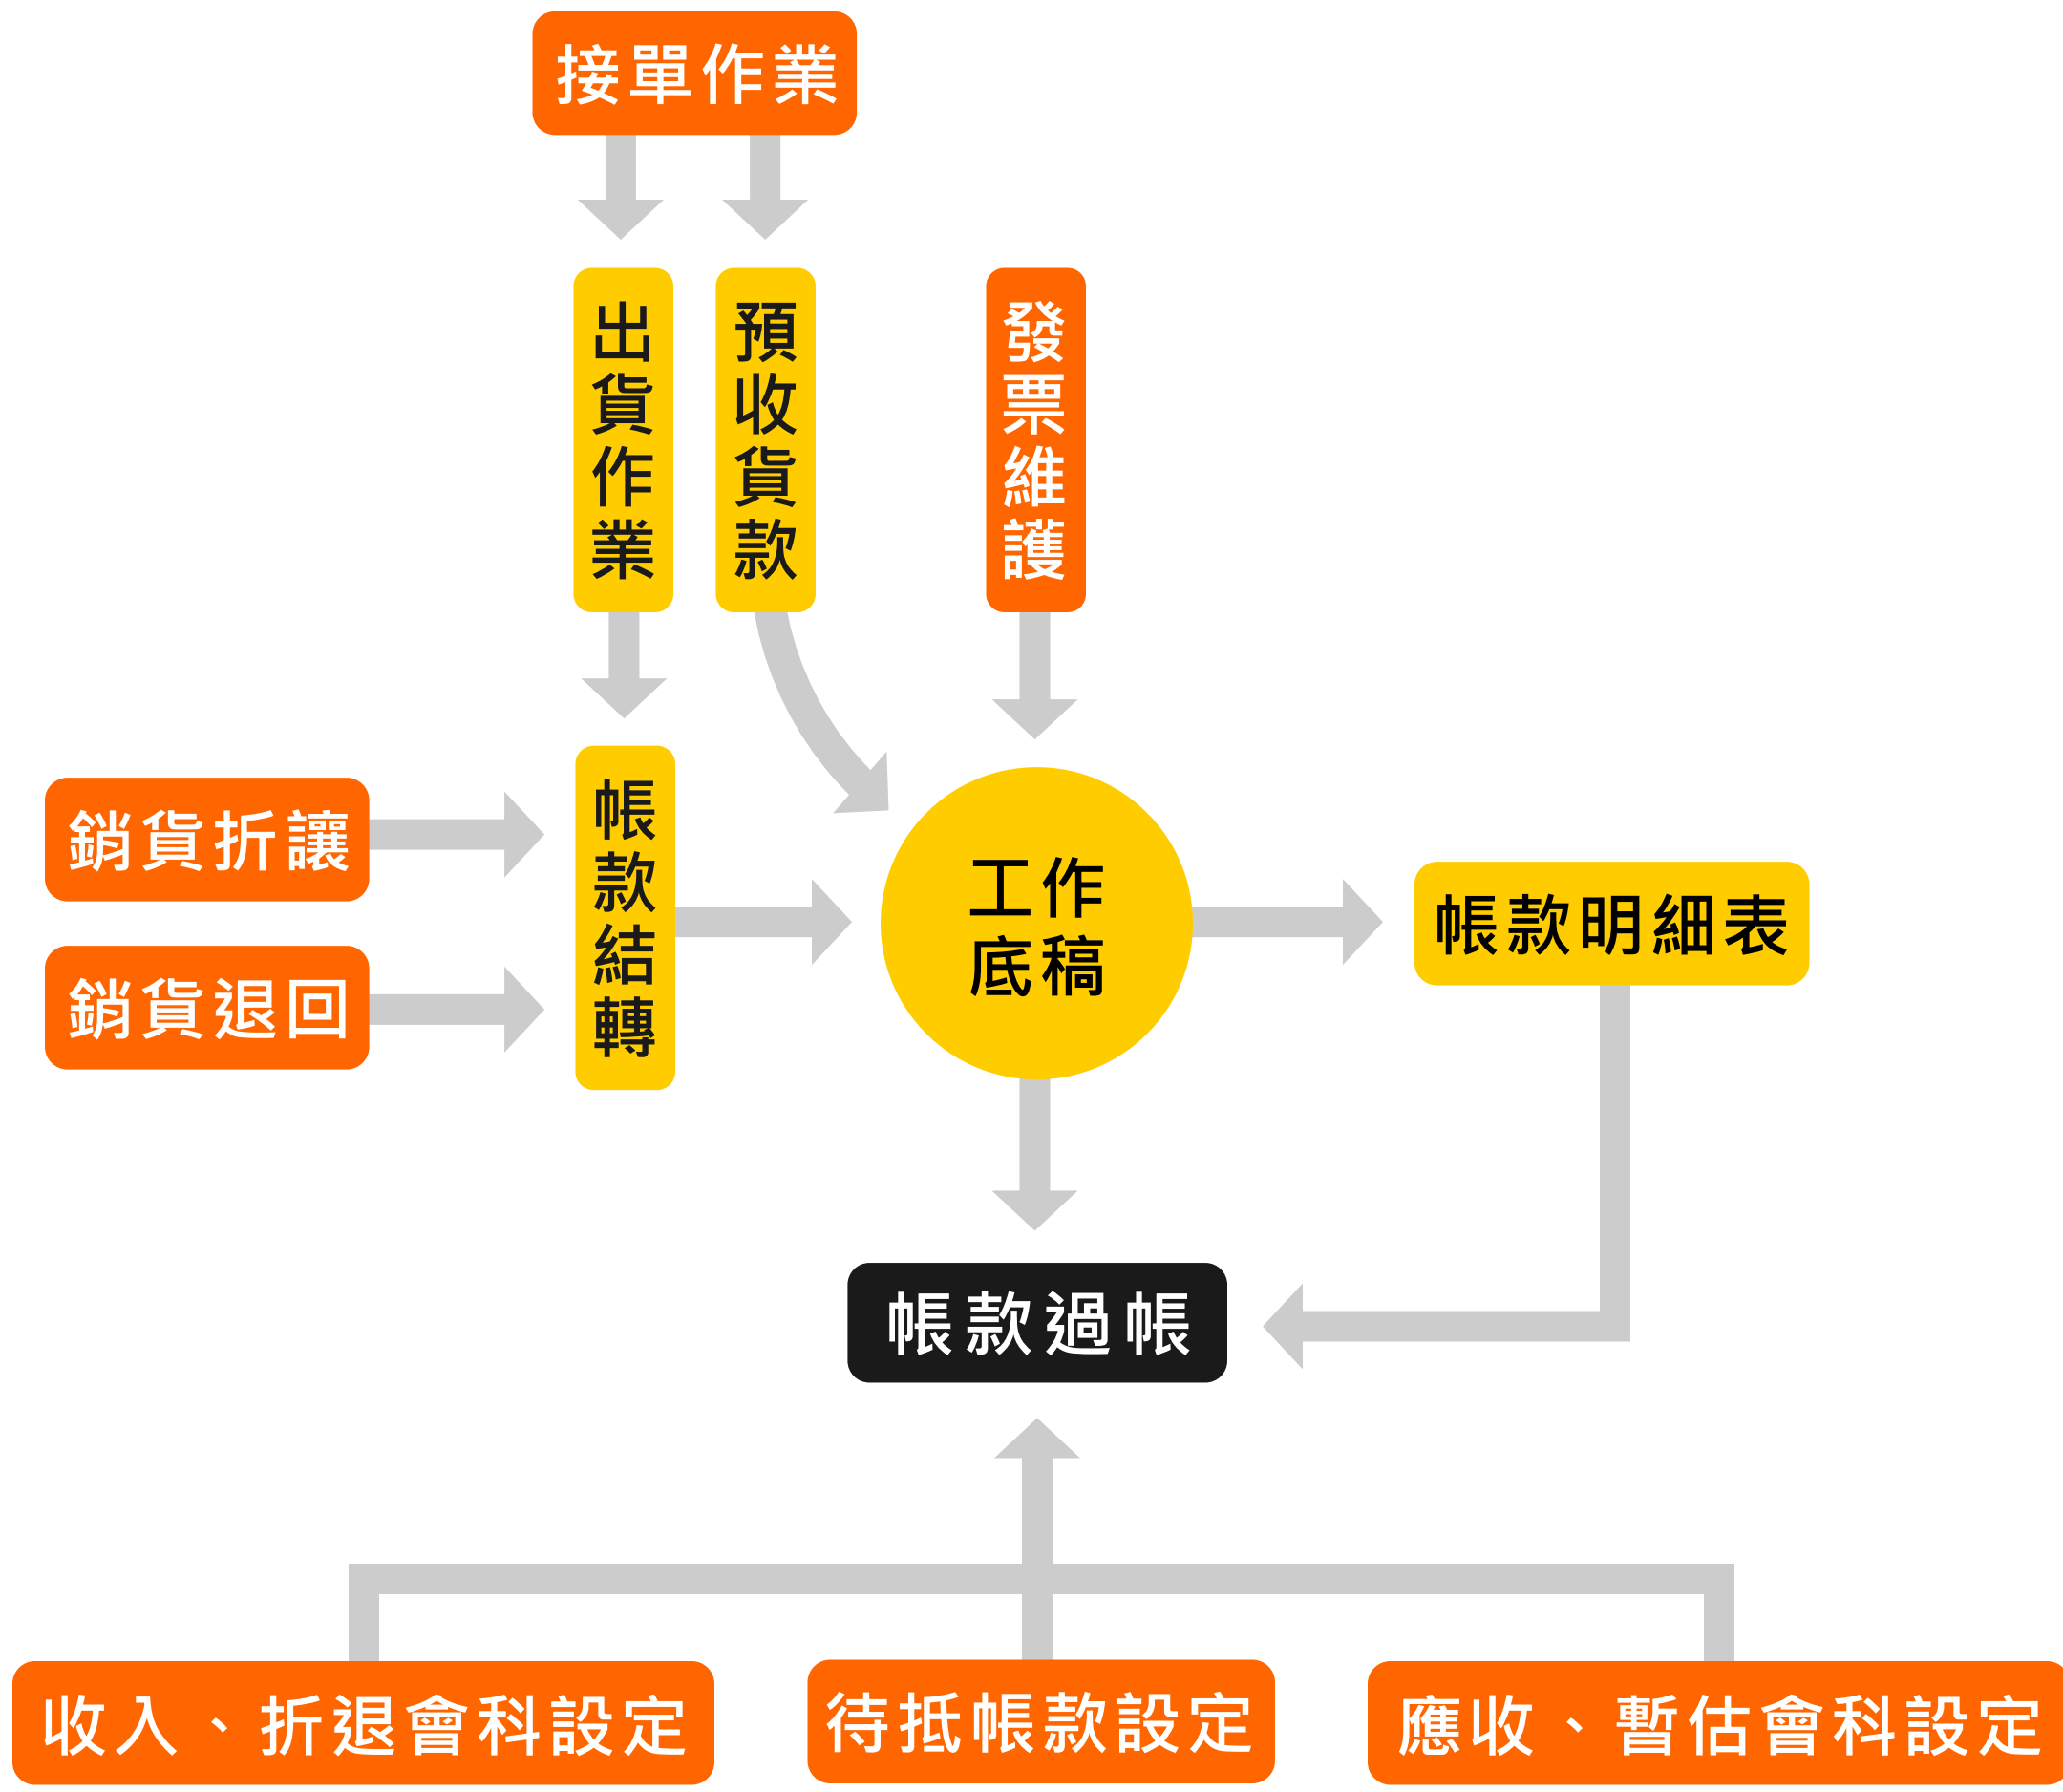 接單作業
出貨作業
預收貨款
發票維護
銷貨折讓
銷貨退回
帳款結轉
工作
底稿
帳款明細表
帳款過帳
收入、折退會科設定
待抵帳款設定
應收、重估會科設定